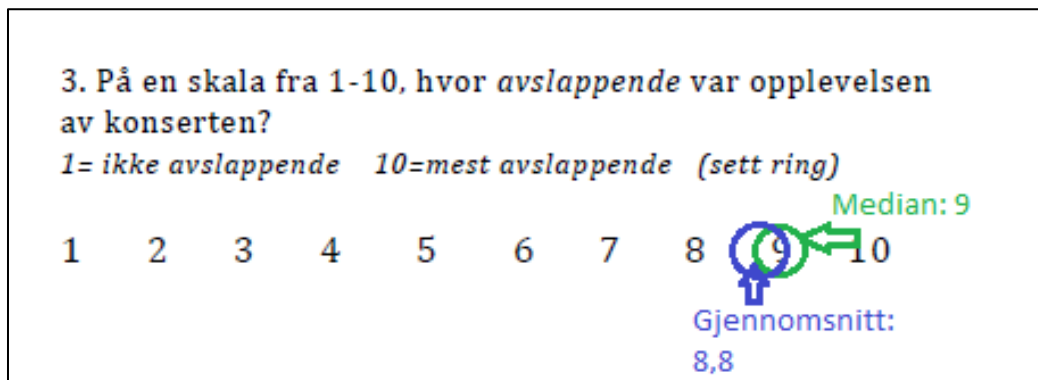 3. På en skala fra 1-10, hvor avslappende var opplevelsen
av konserten?
1= ikke avslappende 10=mest avslappende (sett ring)
Median: 9
1 2 3 4 5 6 7 8 9 10
Gjennomsnitt:
8,8